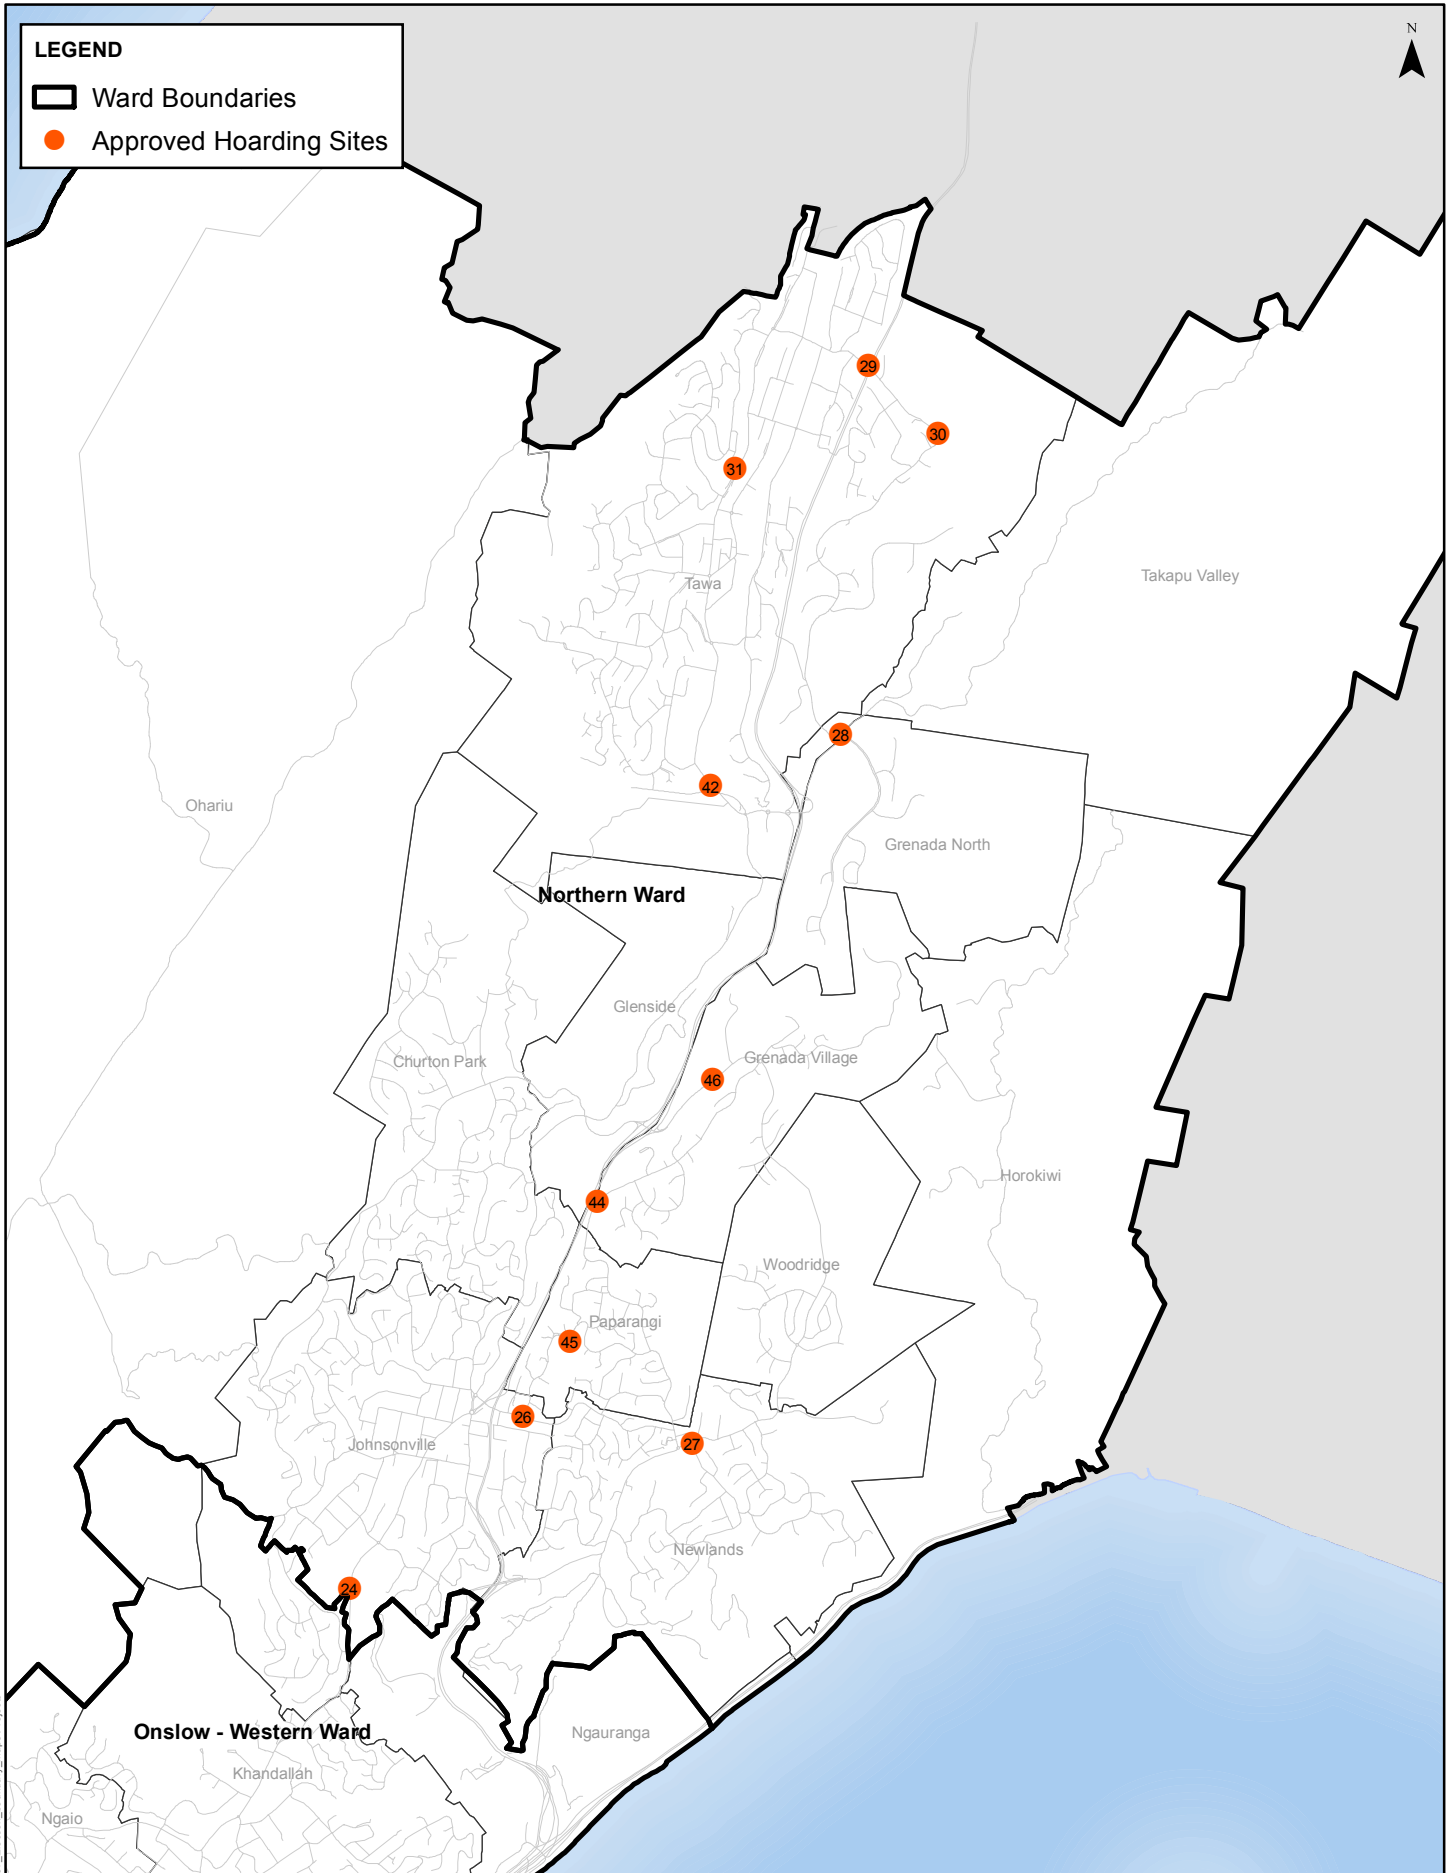 LEGEND
Ward Boundaries
Approved Hoarding Sites
N
29
30
31
Tawa
Takapu Valley
28
42
Ohariu
Grenada North
Northern Ward
Glenside
Churton Park
Grenada Village
46
Horokiwi
44
Woodridge
Paparangi
45
26
27
Johnsonville
Newlands
24
Onslow - Western Ward
Ngauranga
Khandallah
Ngaio